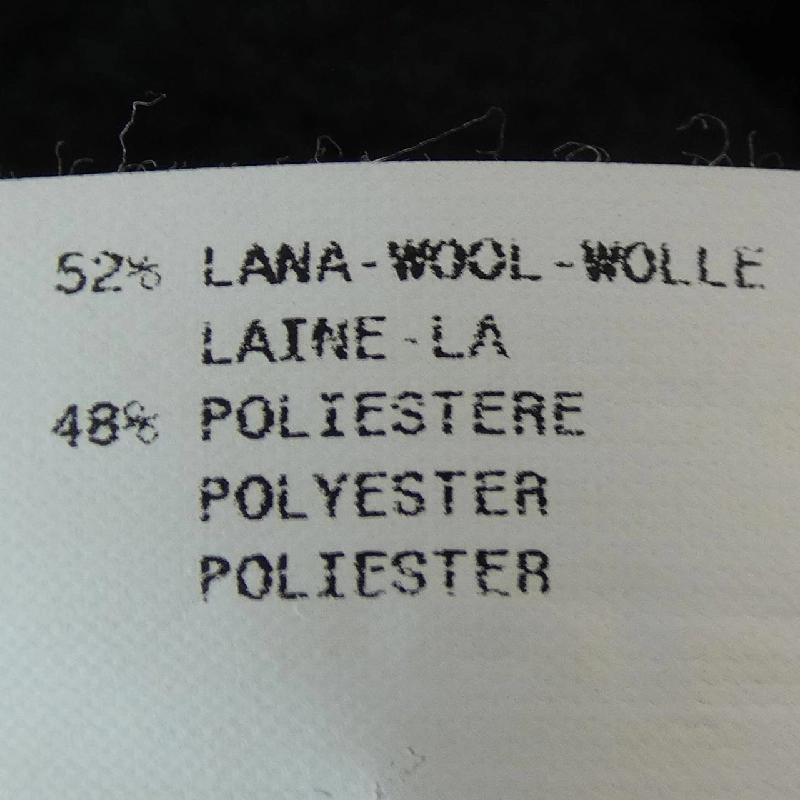 52% LANA-WOOL-WOLLE
LAINE-LA
48% POLIESTERE
POLYESTER
POLIESTER